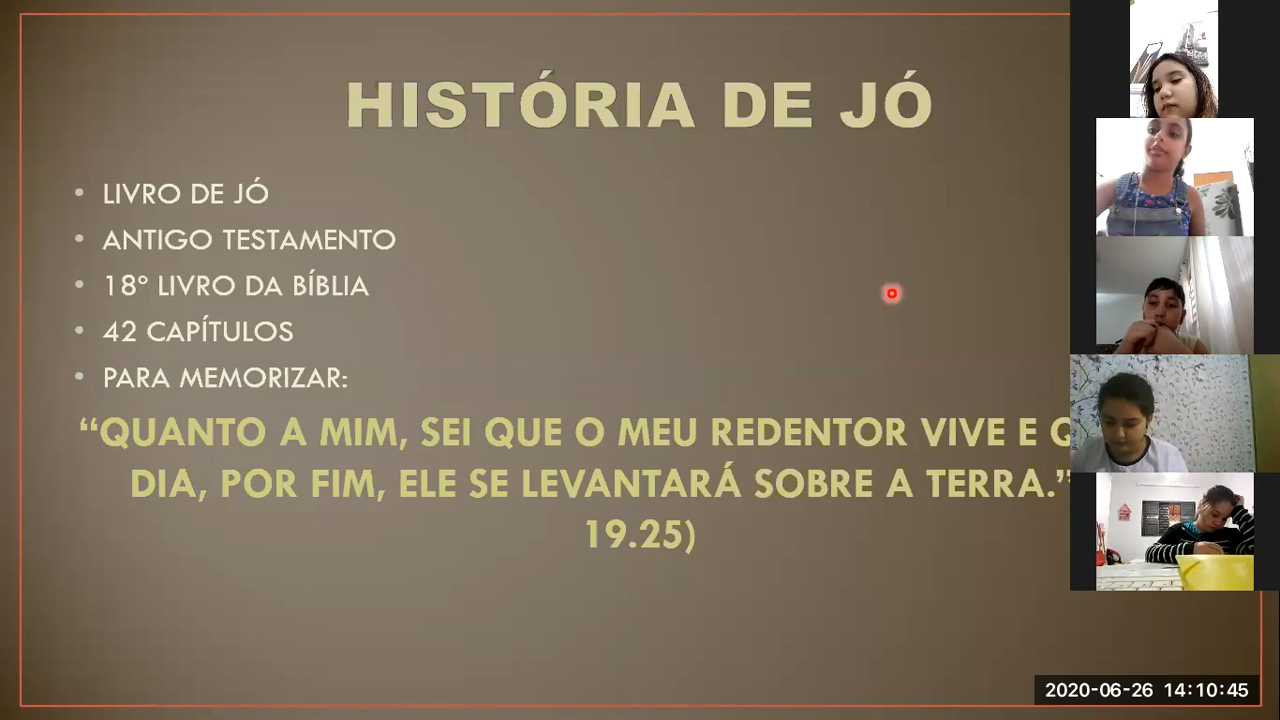 HISTÓRIA DE JÓ
• LIVRO DE JÓ
• ANTIGO TESTAMENTO
• 18º LIVRO DA BÍBLIA
• 42 CAPÍTULOS
• PARA MEMORIZAR:
“QUANTO A MIM, SEI QUE O MEU REDENTOR VIVE E
DIA, POR FIM, ELE SE LEVANTARÁ SOBRE A TERRA.”
19.25)
2020-06-26 14:10:45